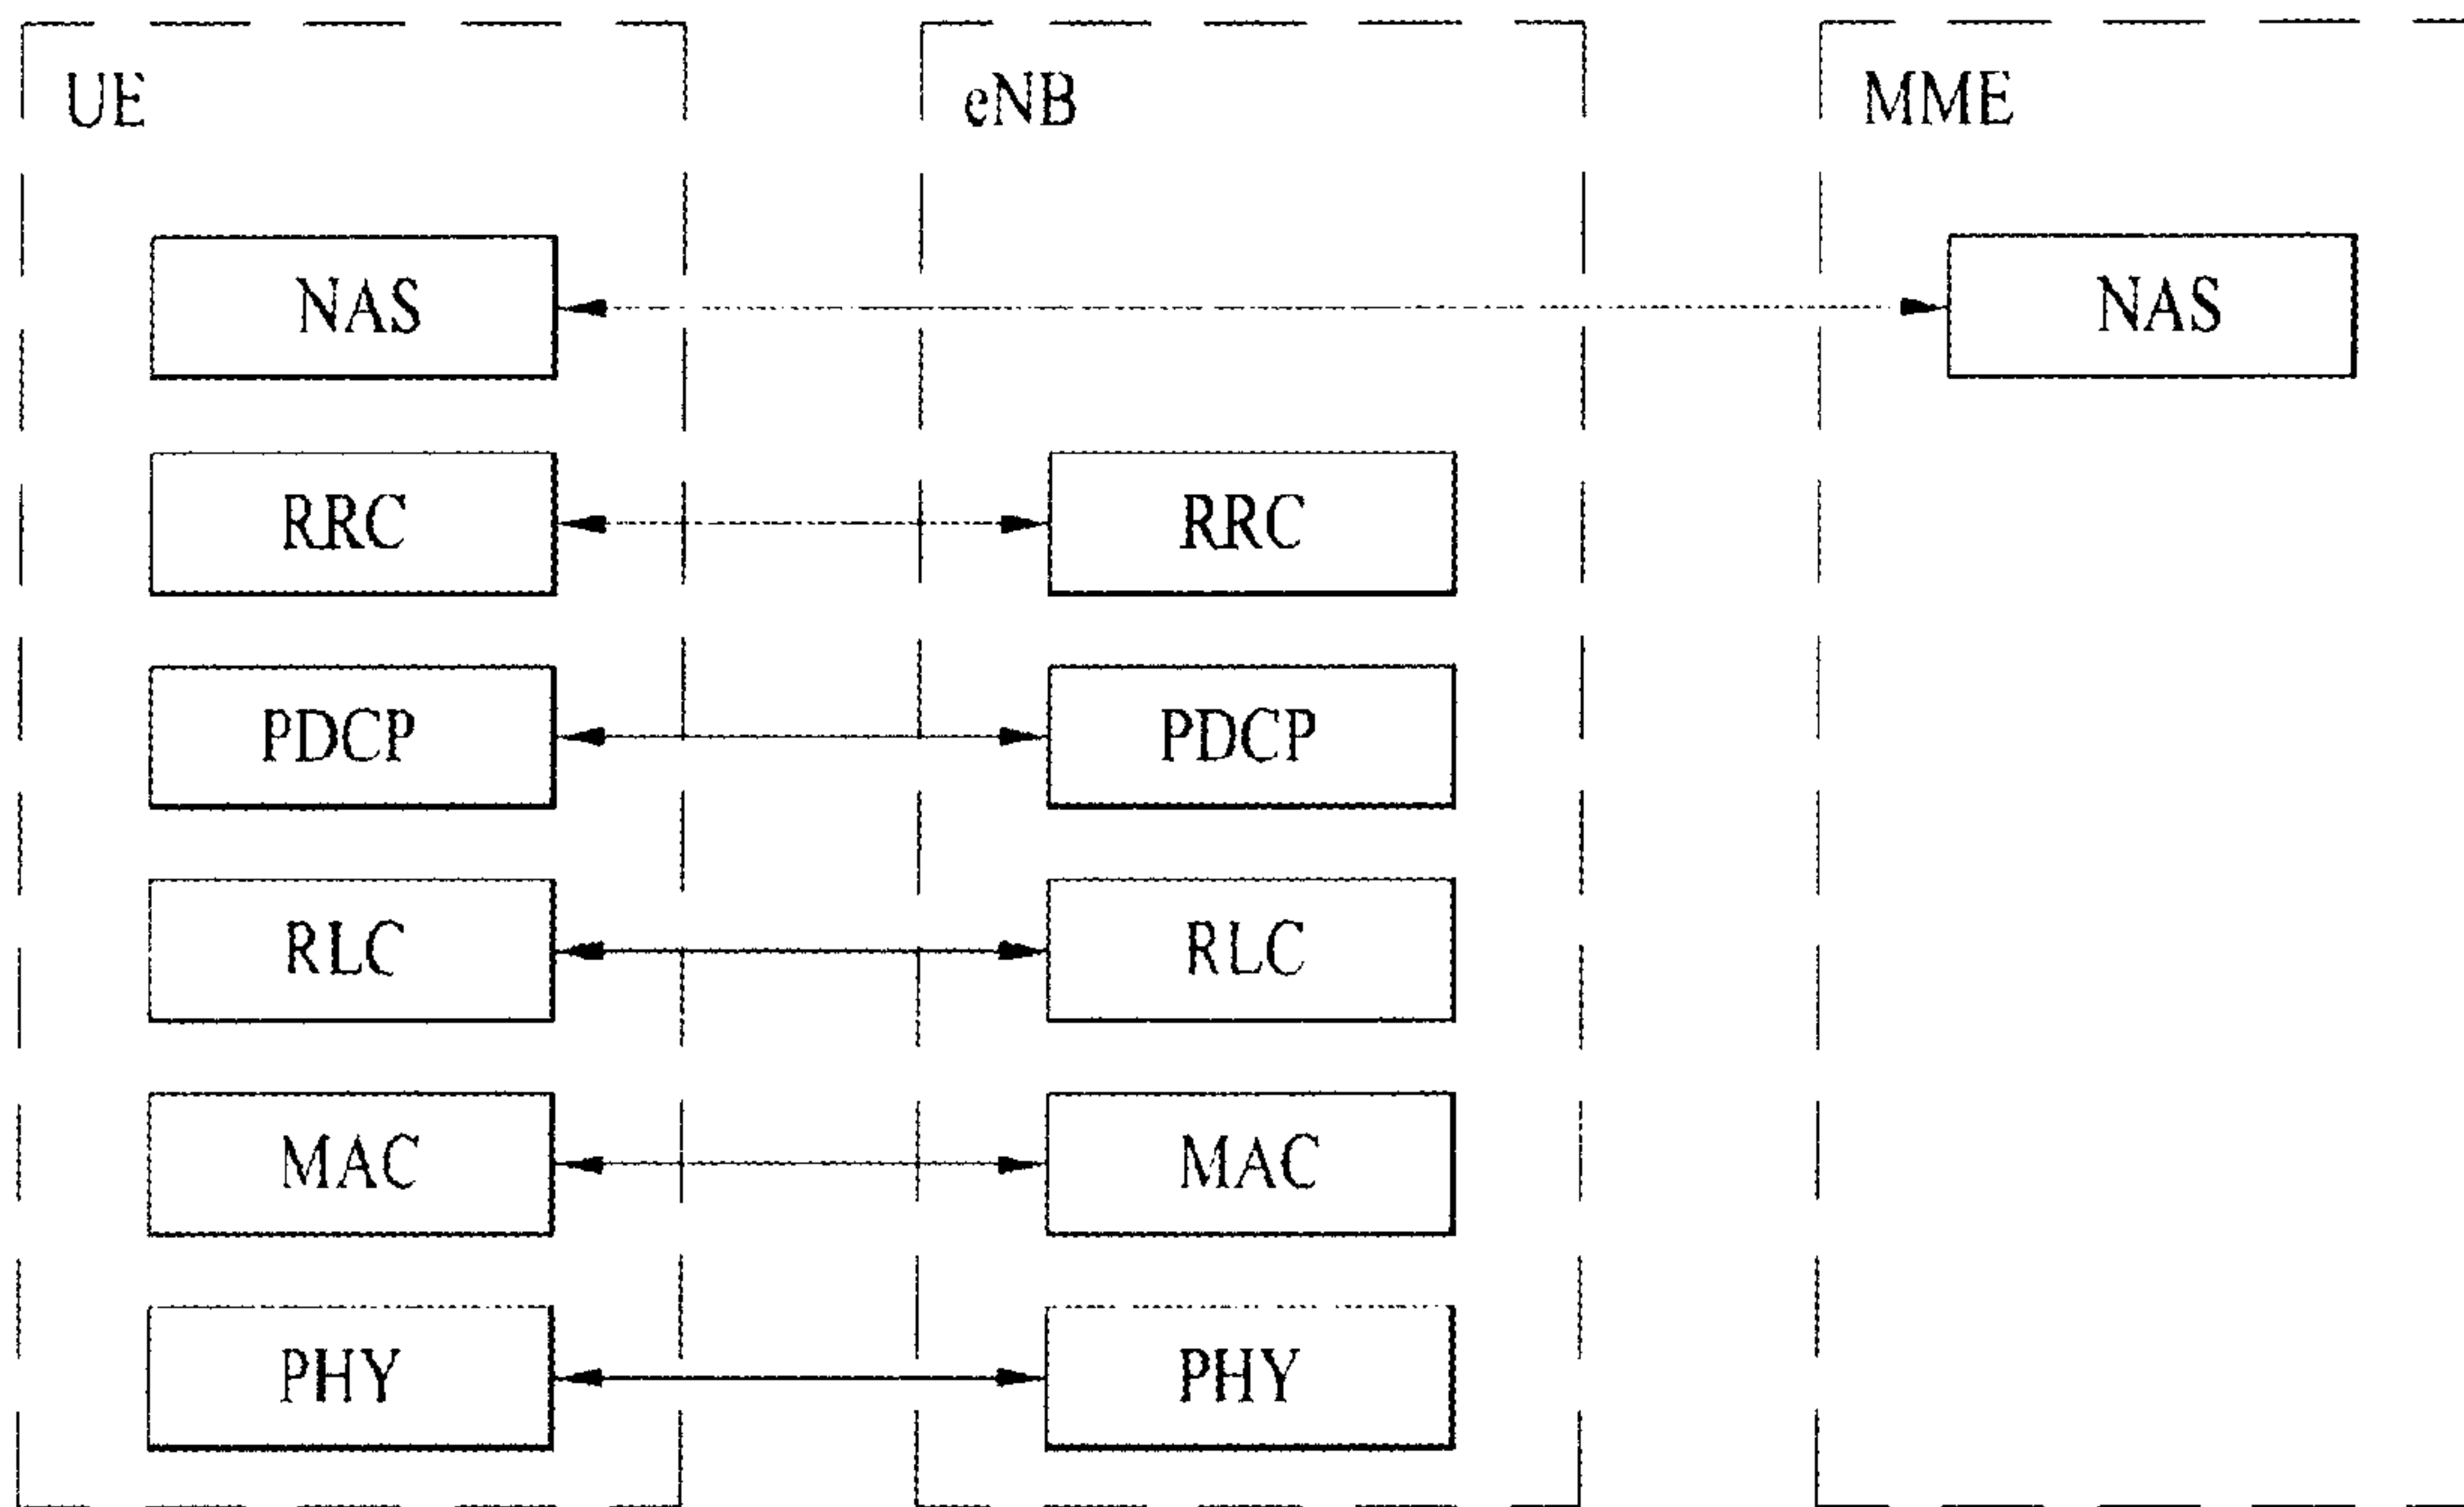 UE eNB MME
NAS NAS
RRC RRC
PDCP PDCP
RLC RLC
MAC MAC
PHY PHY